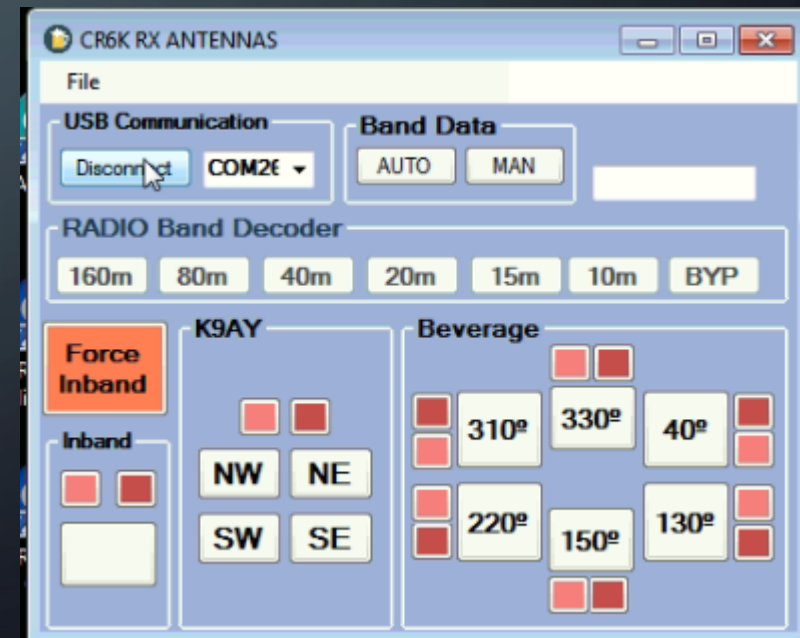 CR6K RX ANTENNAS
File
USB Communication
Disconnect
COM26
Band Data
AUTO MAN
RADIO Band Decoder
160m 80m 40m 20m 15m 10m BYP
Force
Inband
Inband
K9AY
NW NE
SW SE
Beverage
310º 330º 40º
220º 150º 130º